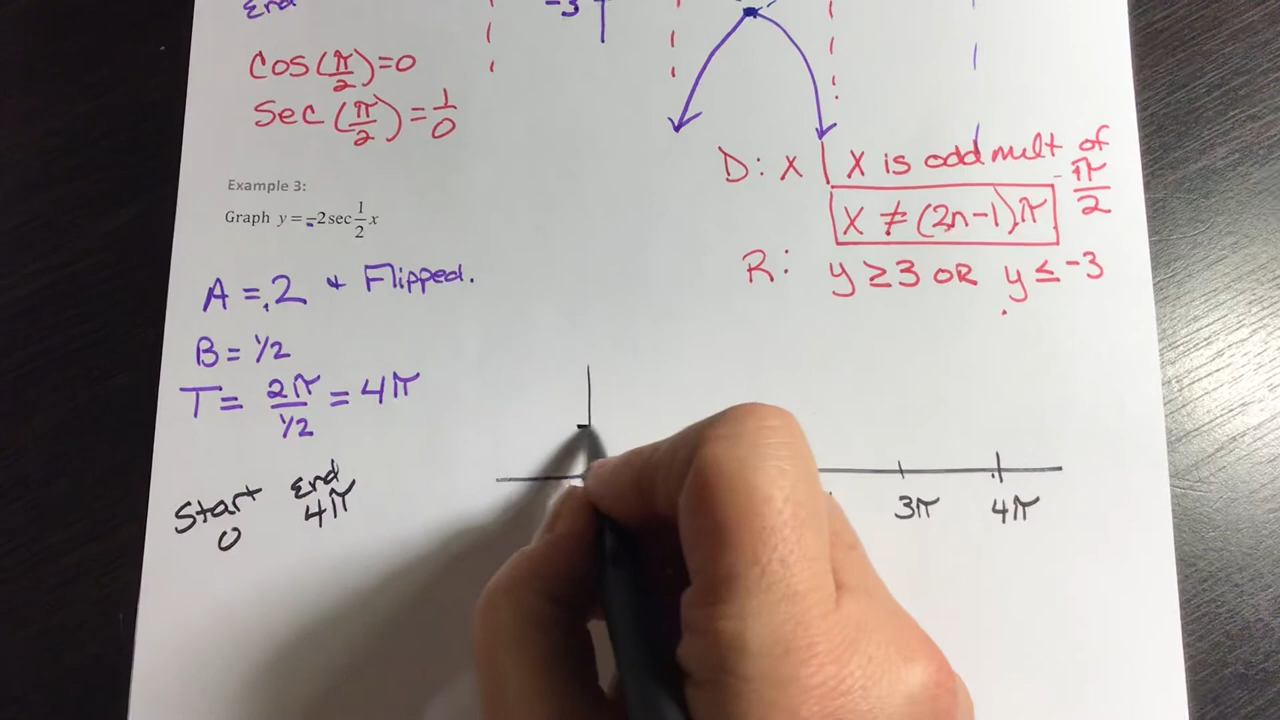 End
-3
Cos(π/2)=0
Sec(π/2)=1/0
D: x | x is odd mult of π/2
x ≠ (2n-1)π
R: y ≥ 3 OR y ≤ -3
Example 3:
Graph y = -2sec 1/2 x
A = 2 + Flipped.
B = 1/2
T = 2π / 1/2 = 4π
Start End
0 4π
3π 4π